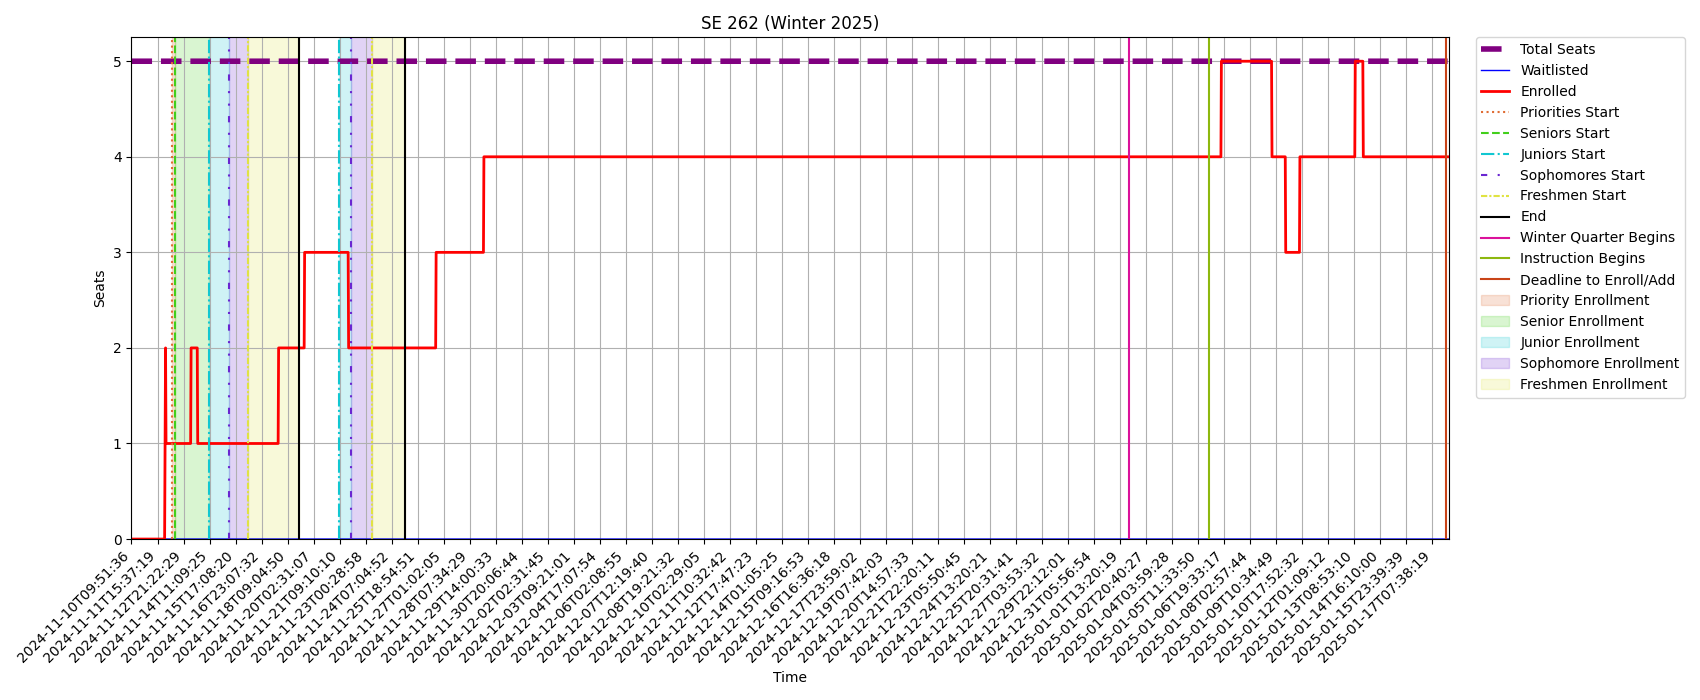 SE 262 (Winter 2025)
Seats
5
4
3
2
1
0
2024-11-10T09:51:36
2024-11-11T15:37:19
2024-11-12T21:22:29
2024-11-14T11:09:25
2024-11-15T17:08:20
2024-11-16T23:07:32
2024-11-18T09:04:50
2024-11-20T02:31:07
2024-11-21T09:10:10
2024-11-23T00:28:58
2024-11-24T07:04:52
2024-11-25T18:54:51
2024-11-27T01:02:05
2024-11-28T07:34:29
2024-11-29T14:00:33
2024-11-30T20:06:44
2024-12-02T02:31:45
2024-12-03T09:21:01
2024-12-04T17:07:54
2024-12-06T02:08:55
2024-12-07T12:19:40
2024-12-08T19:21:32
2024-12-10T02:29:05
2024-12-11T10:32:42
2024-12-12T17:47:23
2024-12-14T01:05:25
2024-12-15T09:16:53
2024-12-16T16:36:18
2024-12-17T23:59:02
2024-12-19T07:42:03
2024-12-20T14:57:33
2024-12-21T22:20:11
2024-12-23T05:50:45
2024-12-24T13:20:21
2024-12-25T20:31:41
2024-12-27T03:53:32
2024-12-29T22:12:01
2024-12-31T05:56:54
2025-01-01T13:20:19
2025-01-02T20:40:27
2025-01-04T03:59:28
2025-01-05T11:33:50
2025-01-06T19:33:17
2025-01-08T02:57:44
2025-01-09T10:34:49
2025-01-10T17:52:32
2025-01-12T01:09:12
2025-01-13T08:53:10
2025-01-14T16:10:00
2025-01-15T23:39:39
2025-01-17T07:38:19
Time
Total Seats
Waitlisted
Enrolled
Priorities Start
Seniors Start
Juniors Start
Sophomores Start
Freshmen Start
End
Winter Quarter Begins
Instruction Begins
Deadline to Enroll/Add
Priority Enrollment
Senior Enrollment
Junior Enrollment
Sophomore Enrollment
Freshmen Enrollment